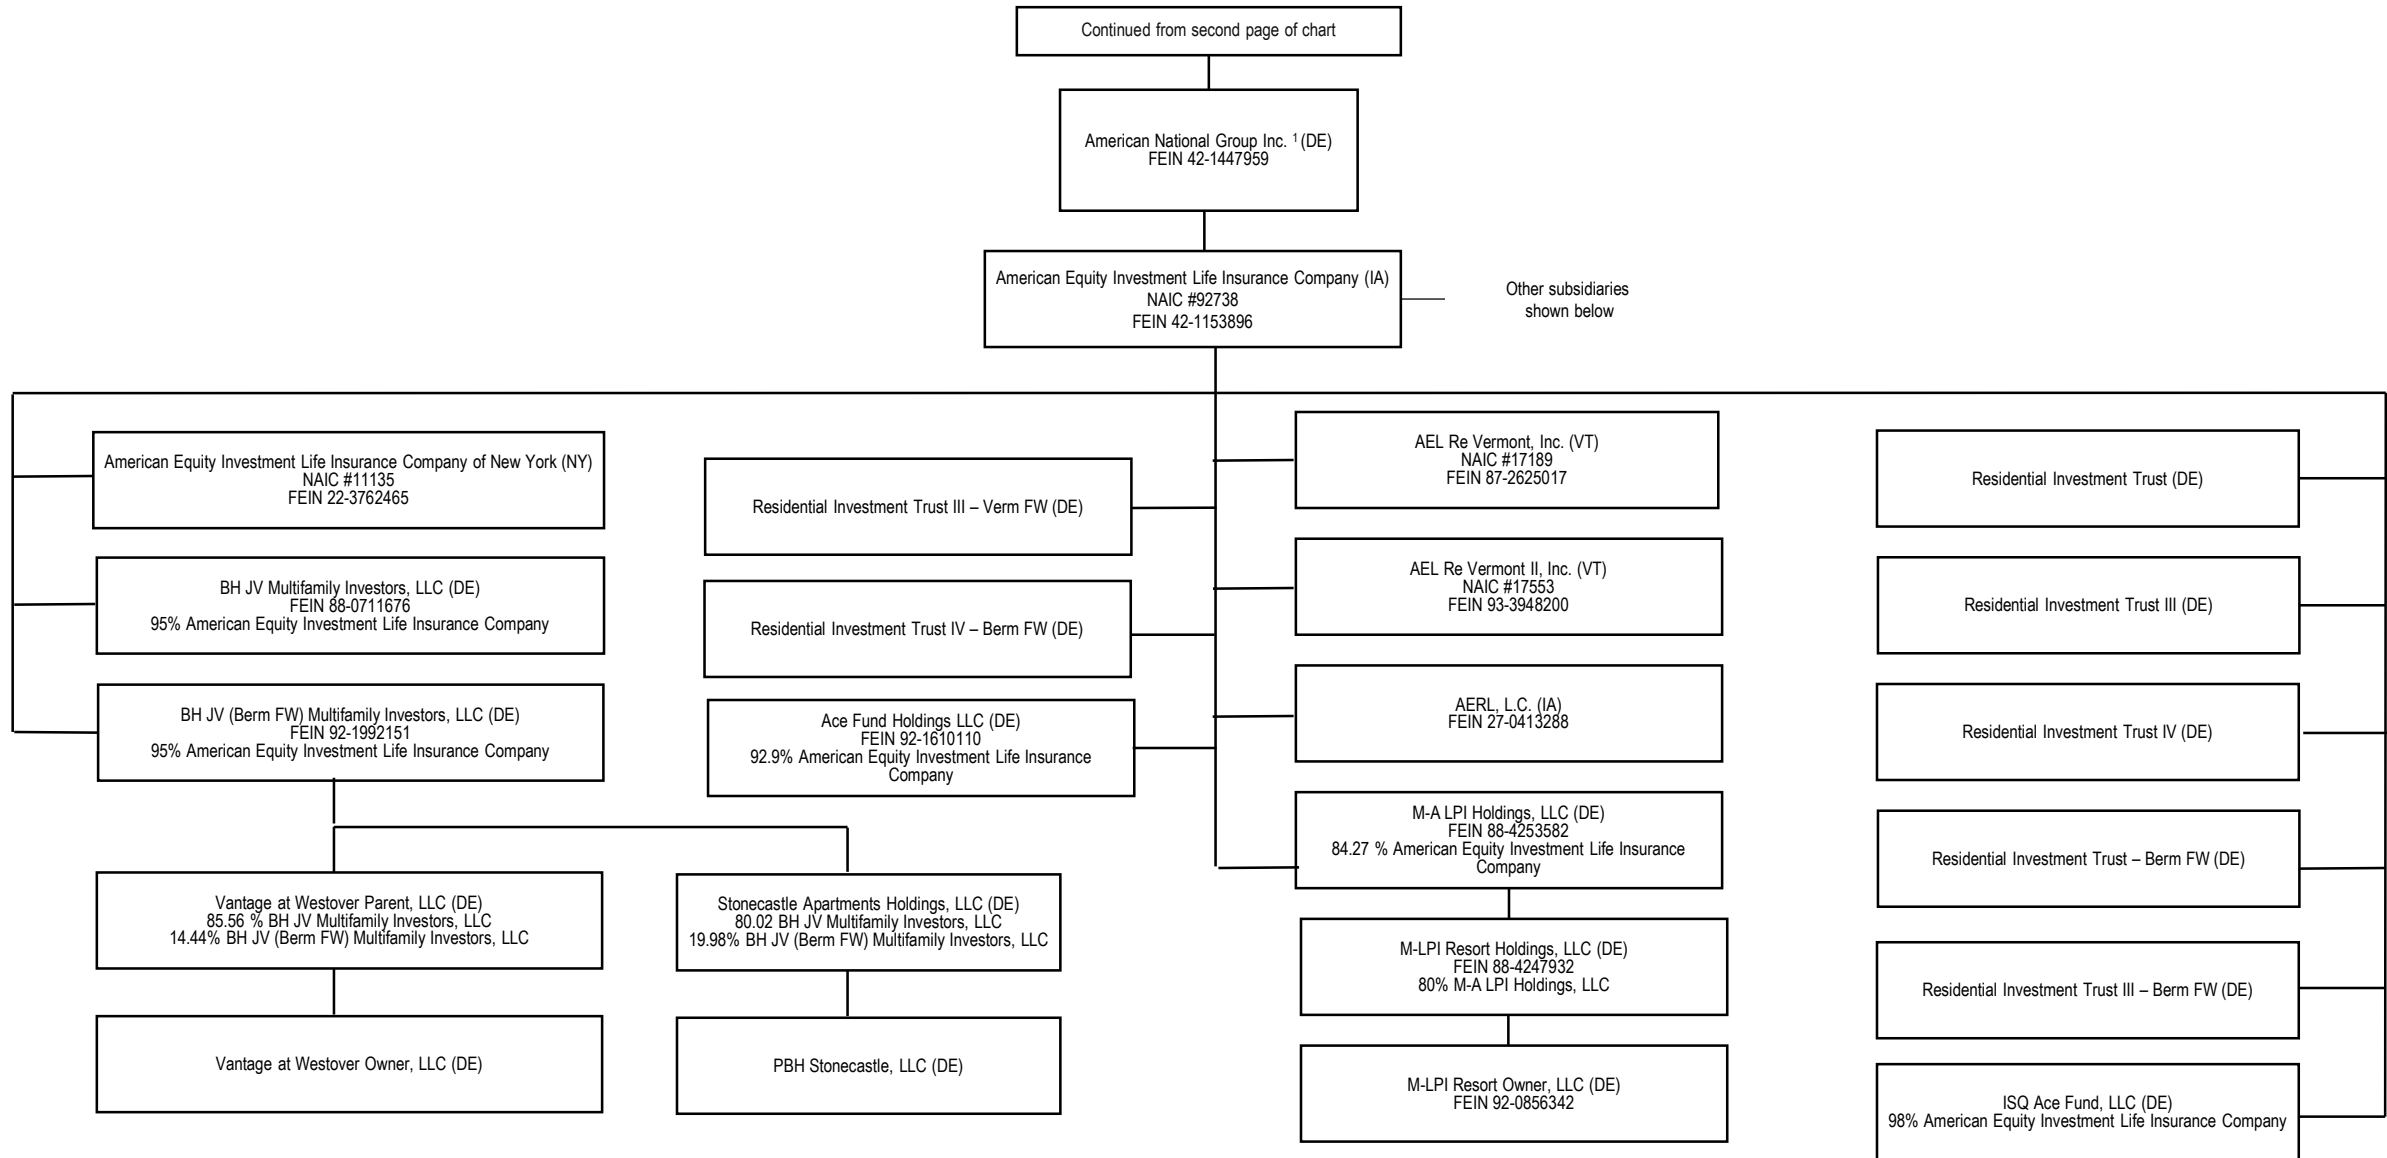 Continued from second page of chart
American National Group Inc. ¹ (DE)
FEIN 42-1447959
American Equity Investment Life Insurance Company (IA)
NAIC #92738
FEIN 42-1153896
Other subsidiaries
shown below
American Equity Investment Life Insurance Company of New York (NY)
NAIC #11135
FEIN 22-3762465
BH JV Multifamily Investors, LLC (DE)
FEIN 88-0711676
95% American Equity Investment Life Insurance Company
BH JV (Berm FW) Multifamily Investors, LLC (DE)
FEIN 92-1992151
95% American Equity Investment Life Insurance Company
Vantage at Westover Parent, LLC (DE)
85.56 % BH JV Multifamily Investors, LLC
14.44% BH JV (Berm FW) Multifamily Investors, LLC
Vantage at Westover Owner, LLC (DE)
Residential Investment Trust III – Verm FW (DE)
Residential Investment Trust IV – Berm FW (DE)
Ace Fund Holdings LLC (DE)
FEIN 92-1610110
92.9% American Equity Investment Life Insurance
Company
Stonecastle Apartments Holdings, LLC (DE)
80.02 BH JV Multifamily Investors, LLC
19.98% BH JV (Berm FW) Multifamily Investors, LLC
PBH Stonecastle, LLC (DE)
AEL Re Vermont, Inc. (VT)
NAIC #17189
FEIN 87-2625017
AEL Re Vermont II, Inc. (VT)
NAIC #17553
FEIN 93-3948200
AERL, L.C. (IA)
FEIN 27-0413288
M-A LPI Holdings, LLC (DE)
FEIN 88-4253582
84.27 % American Equity Investment Life Insurance
Company
M-LPI Resort Holdings, LLC (DE)
FEIN 88-4247932
80% M-A LPI Holdings, LLC
M-LPI Resort Owner, LLC (DE)
FEIN 92-0856342
Residential Investment Trust (DE)
Residential Investment Trust III (DE)
Residential Investment Trust IV (DE)
Residential Investment Trust – Berm FW (DE)
Residential Investment Trust III – Berm FW (DE)
ISQ Ace Fund, LLC (DE)
98% American Equity Investment Life Insurance Company